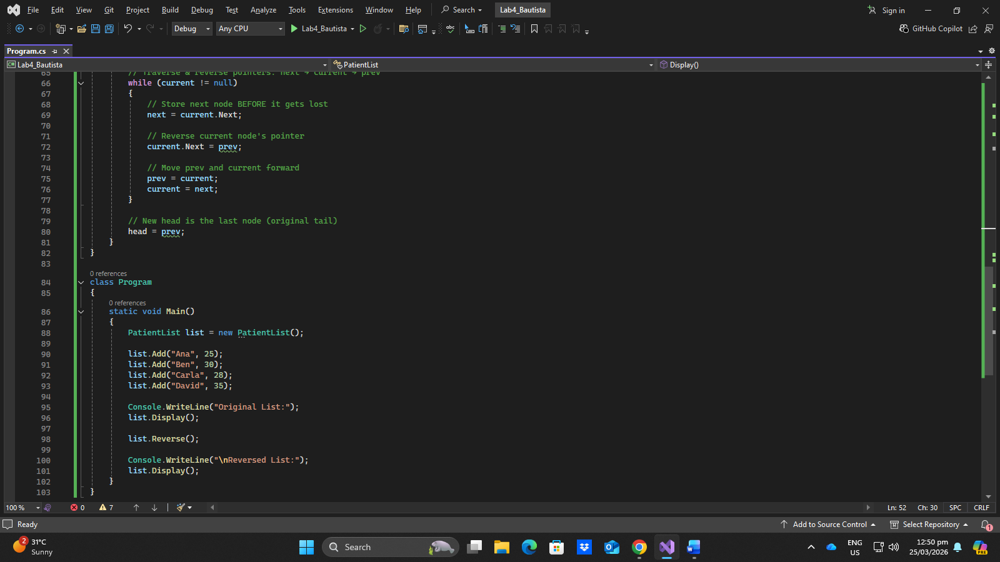 File Edit View Git Project Build Debug Test Analyze Tools Extensions Window Help Search Lab4_Bautista Sign in
Debug Any CPU Lab4_Bautista abc GitHub Copilot
Program.cs
C# Lab4_Bautista PatientList Display()
65 // Traverse & reverse pointers: next → current → prev
66 while (current != null)
67 {
68 // Store next node BEFORE it gets lost
69 next = current.Next;
70
71 // Reverse current node's pointer
72 current.Next = prev;
73
74 // Move prev and current forward
75 prev = current;
76 current = next;
77 }
78
79 // New head is the last node (original tail)
80 head = prev;
81 }
82 }
83
0 references
84 class Program
85 {
0 references
86 static void Main()
87 {
88 PatientList list = new PatientList();
89
90 list.Add("Ana", 25);
91 list.Add("Ben", 30);
92 list.Add("Carla", 28);
93 list.Add("David", 35);
94
95 Console.WriteLine("Original List:");
96 list.Display();
97
98 list.Reverse();
99
100 Console.WriteLine("\nReversed List:");
101 list.Display();
102 }
103 }
100 % 0 7 Ln: 52 Ch: 30 SPC CRLF
Ready Add to Source Control Select Repository 1
2 31°C Search ENG 12:50 pm
Sunny US 25/03/2026 PRE